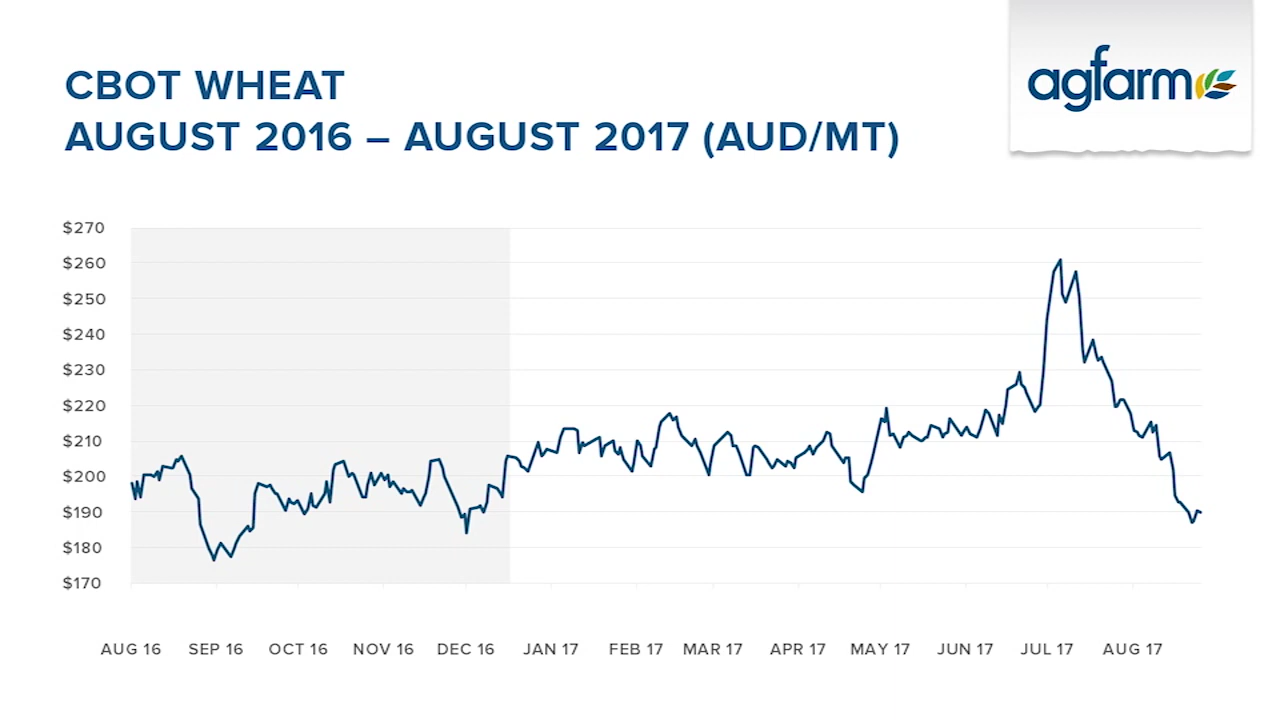 CBOT WHEAT
AUGUST 2016 – AUGUST 2017 (AUD/MT)
agfarm
$270
$260
$250
$240
$230
$220
$210
$200
$190
$180
$170
AUG 16 SEP 16 OCT 16 NOV 16 DEC 16 JAN 17 FEB 17 MAR 17 APR 17 MAY 17 JUN 17 JUL 17 AUG 17